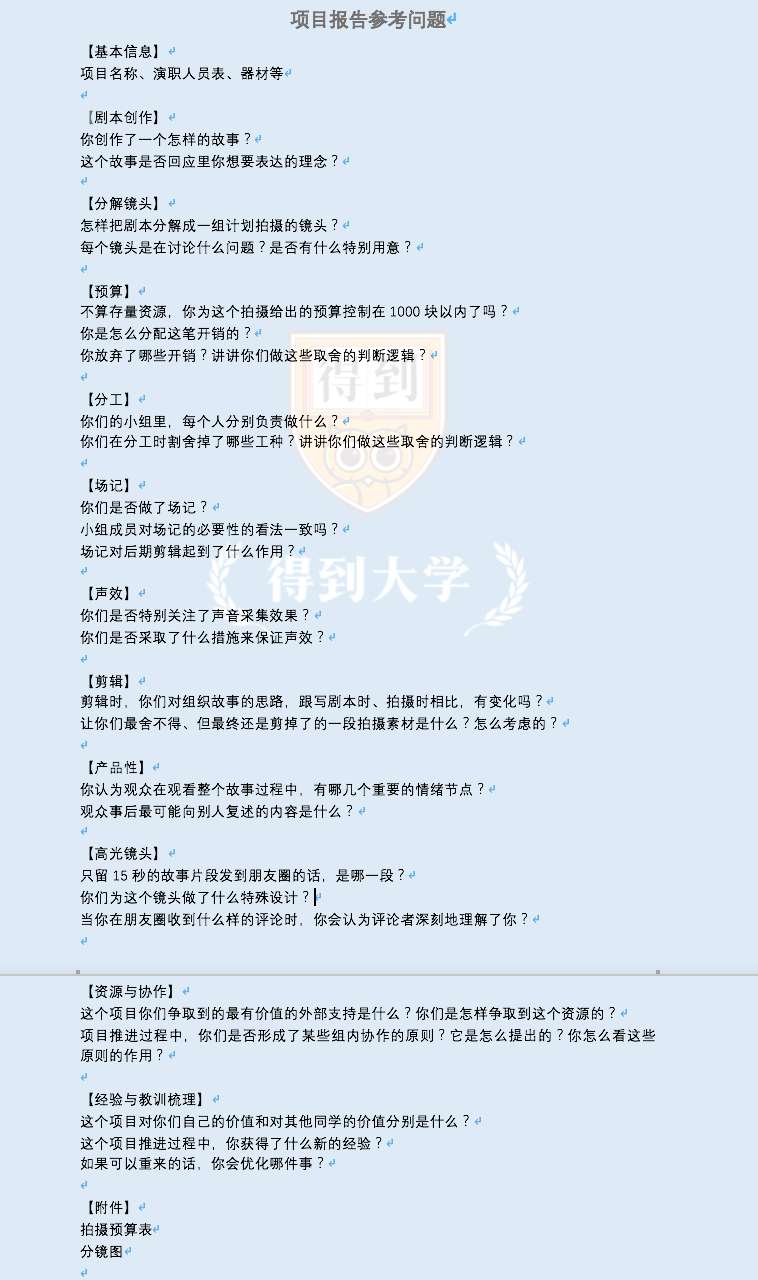 项目报告参考问题
【基本信息】
项目名称、演职人员表、器材等
【剧本创作】
你创作了一个怎样的故事？
这个故事是否回应里你想要表达的理念？
【分解镜头】
怎样把剧本分解成一组计划拍摄的镜头？
每个镜头是在讨论什么问题？是否有什么特别用意？
【预算】
不算存量资源，你为这个拍摄给出的预算控制在 1000 块以内了吗？
你是怎么分配这笔开销的？
你放弃了哪些开销？讲讲你们做这些取舍的判断逻辑？
得到
【分工】
你们的小组里，每个人分别负责做什么？
你们在分工时割舍掉了哪些工种？讲讲你们做这些取舍的判断逻辑？
【场记】
你们是否做了场记？
小组成员对场记的必要性的看法一致吗？
场记对后期剪辑起到了什么作用？
得到大学
【声效】
你们是否特别关注了声音采集效果？
你们是否采取了什么措施来保证声效？
【剪辑】
剪辑时，你们对组织故事的思路，跟写剧本时、拍摄时相比，有变化吗？
让你们最舍不得、但最终还是剪掉了的一段拍摄素材是什么？怎么考虑的？
【产品性】
你认为观众在观看整个故事过程中，有哪几个重要的情绪节点？
观众事后最可能向别人复述的内容是什么？
【高光镜头】
只留 15 秒的故事片段发到朋友圈的话，是哪一段？
你们为这个镜头做了什么特殊设计？
当你在朋友圈收到什么样的评论时，你会认为评论者深刻地理解了你？
【资源与协作】
这个项目你们争取到的最有价值的外部支持是什么？你们是怎样争取到这个资源的？
项目推进过程中，你们是否形成了某些组内协作的原则？它是怎么提出的？你怎么看这些
原则的作用？
【经验与教训梳理】
这个项目对你们自己的价值和对其他同学的价值分别是什么？
这个项目推进过程中，你获得了什么新的经验？
如果可以重来的话，你会优化哪件事？
【附件】
拍摄预算表
分镜图